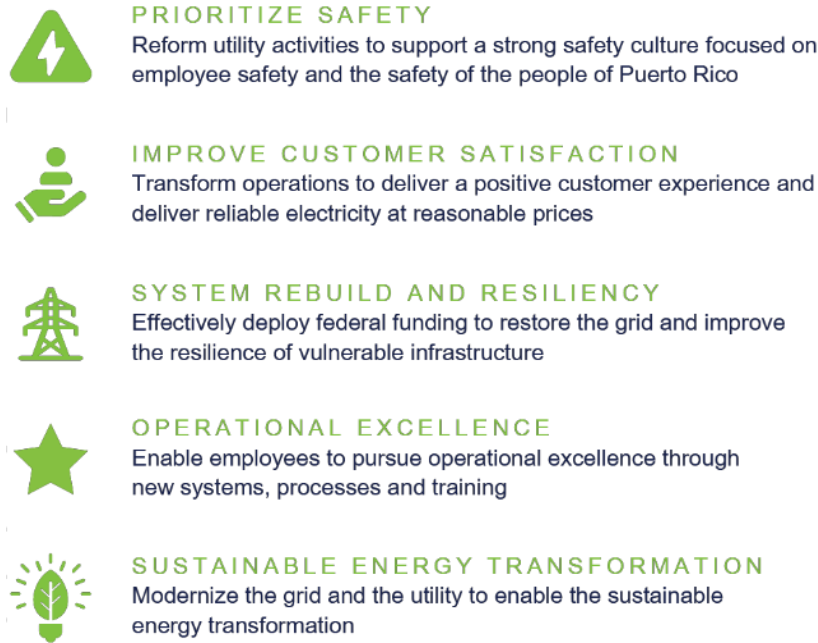 PRIORITIZE SAFETY
Reform utility activities to support a strong safety culture focused on
employee safety and the safety of the people of Puerto Rico
IMPROVE CUSTOMER SATISFACTION
Transform operations to deliver a positive customer experience and
deliver reliable electricity at reasonable prices
SYSTEM REBUILD AND RESILIENCY
Effectively deploy federal funding to restore the grid and improve
the resilience of vulnerable infrastructure
OPERATIONAL EXCELLENCE
Enable employees to pursue operational excellence through
new systems, processes and training
SUSTAINABLE ENERGY TRANSFORMATION
Modernize the grid and the utility to enable the sustainable
energy transformation